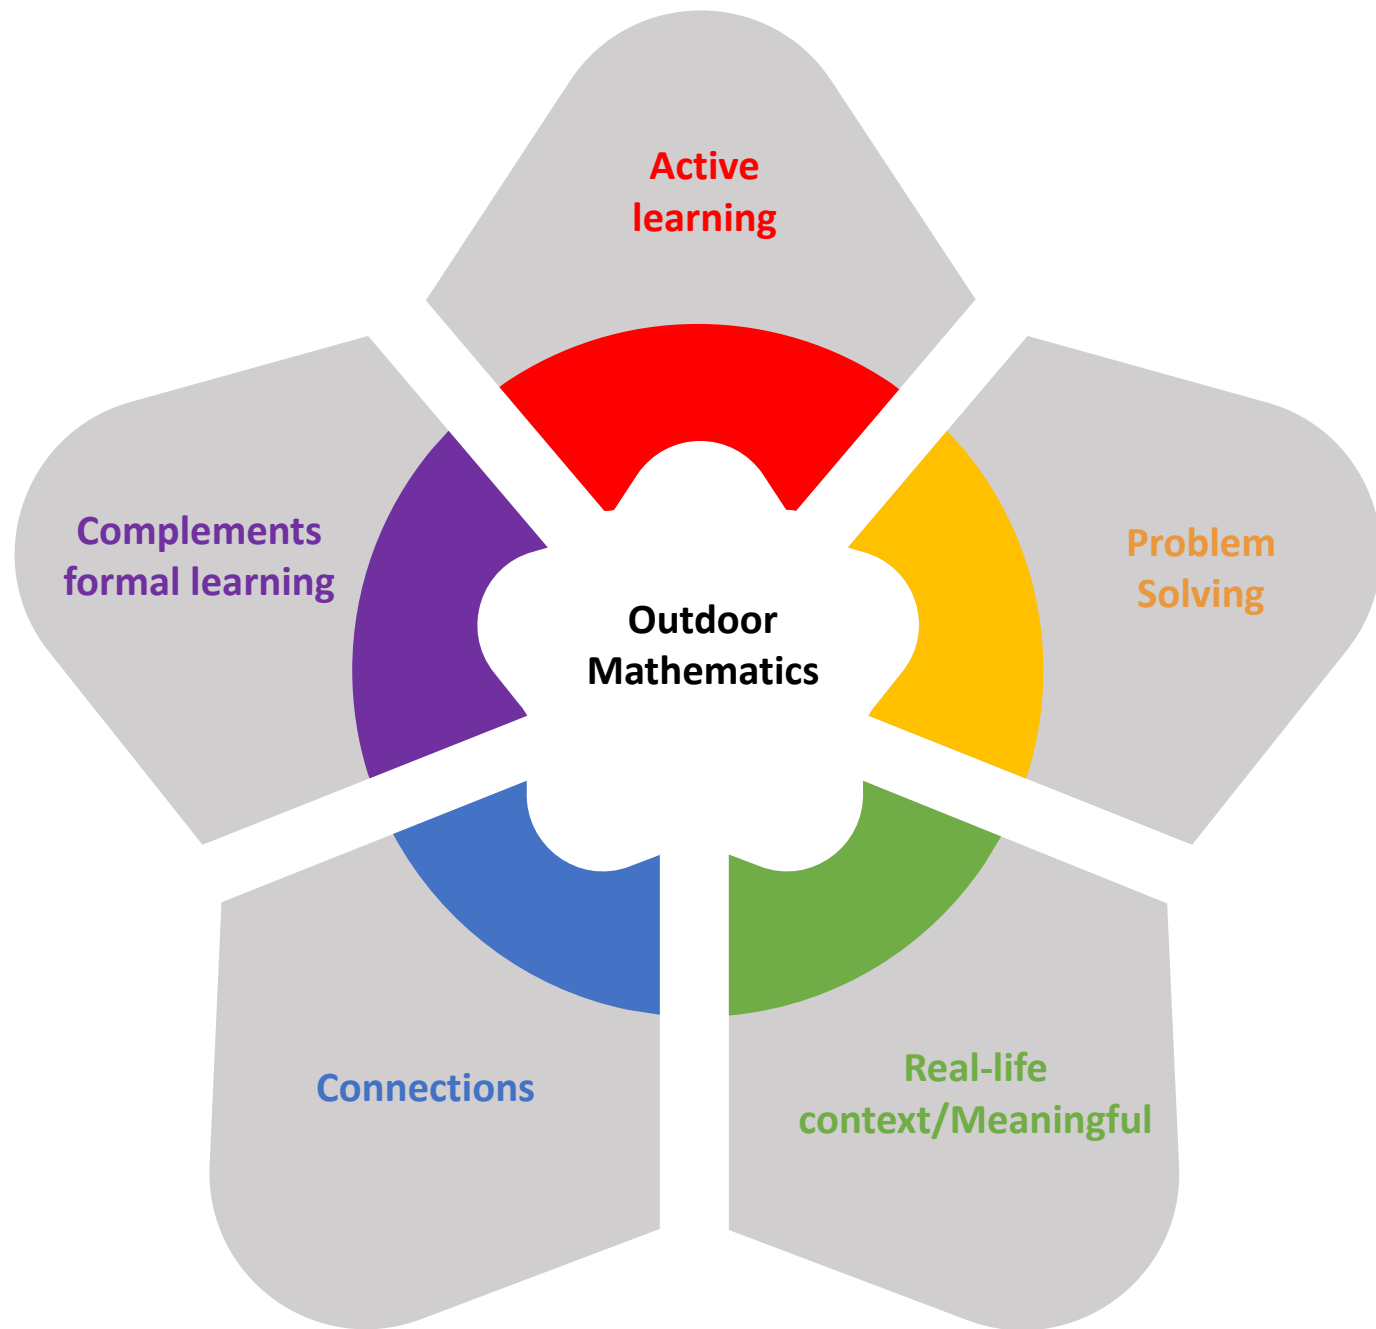 Active
learning
Problem
Solving
Complements
formal learning
Outdoor
Mathematics
Real-life
context/Meaningful
Connections